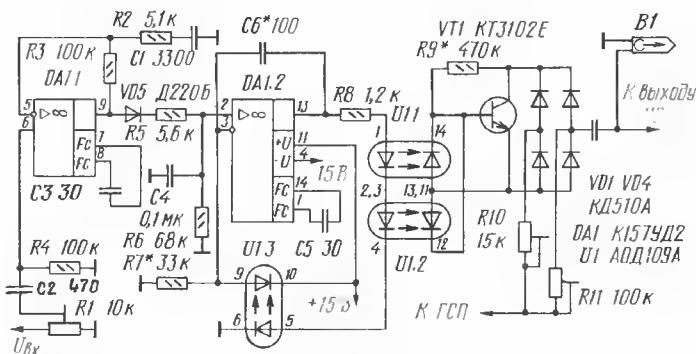 R2 5,1к
C1 3300
R3 100к
DA1.1
5
6
9
∞
FC
FC
1
8
C3 30
VD5 Д220Б
R5
5,6к
C4
0,1мк
R6 68к
R7* 33к
R4 100к
C2 470
R1 10к
Uвх
C6* 100
DA1.2
2
3
∞
13
11
+U
-U
4
15В
FC
FC
14
1
C5 30
U1.3
9
10
6
5
+15В
R8 1,2к
U1.1
1
14
2,3
13,11
4
12
U1.2
VT1 КТ3102Е
R9* 470к
B1
К выходу
VD1 VD4
КД510А
DA1 К157УД2
U1 АОД109А
R10
15к
R11 100к
К ГСП